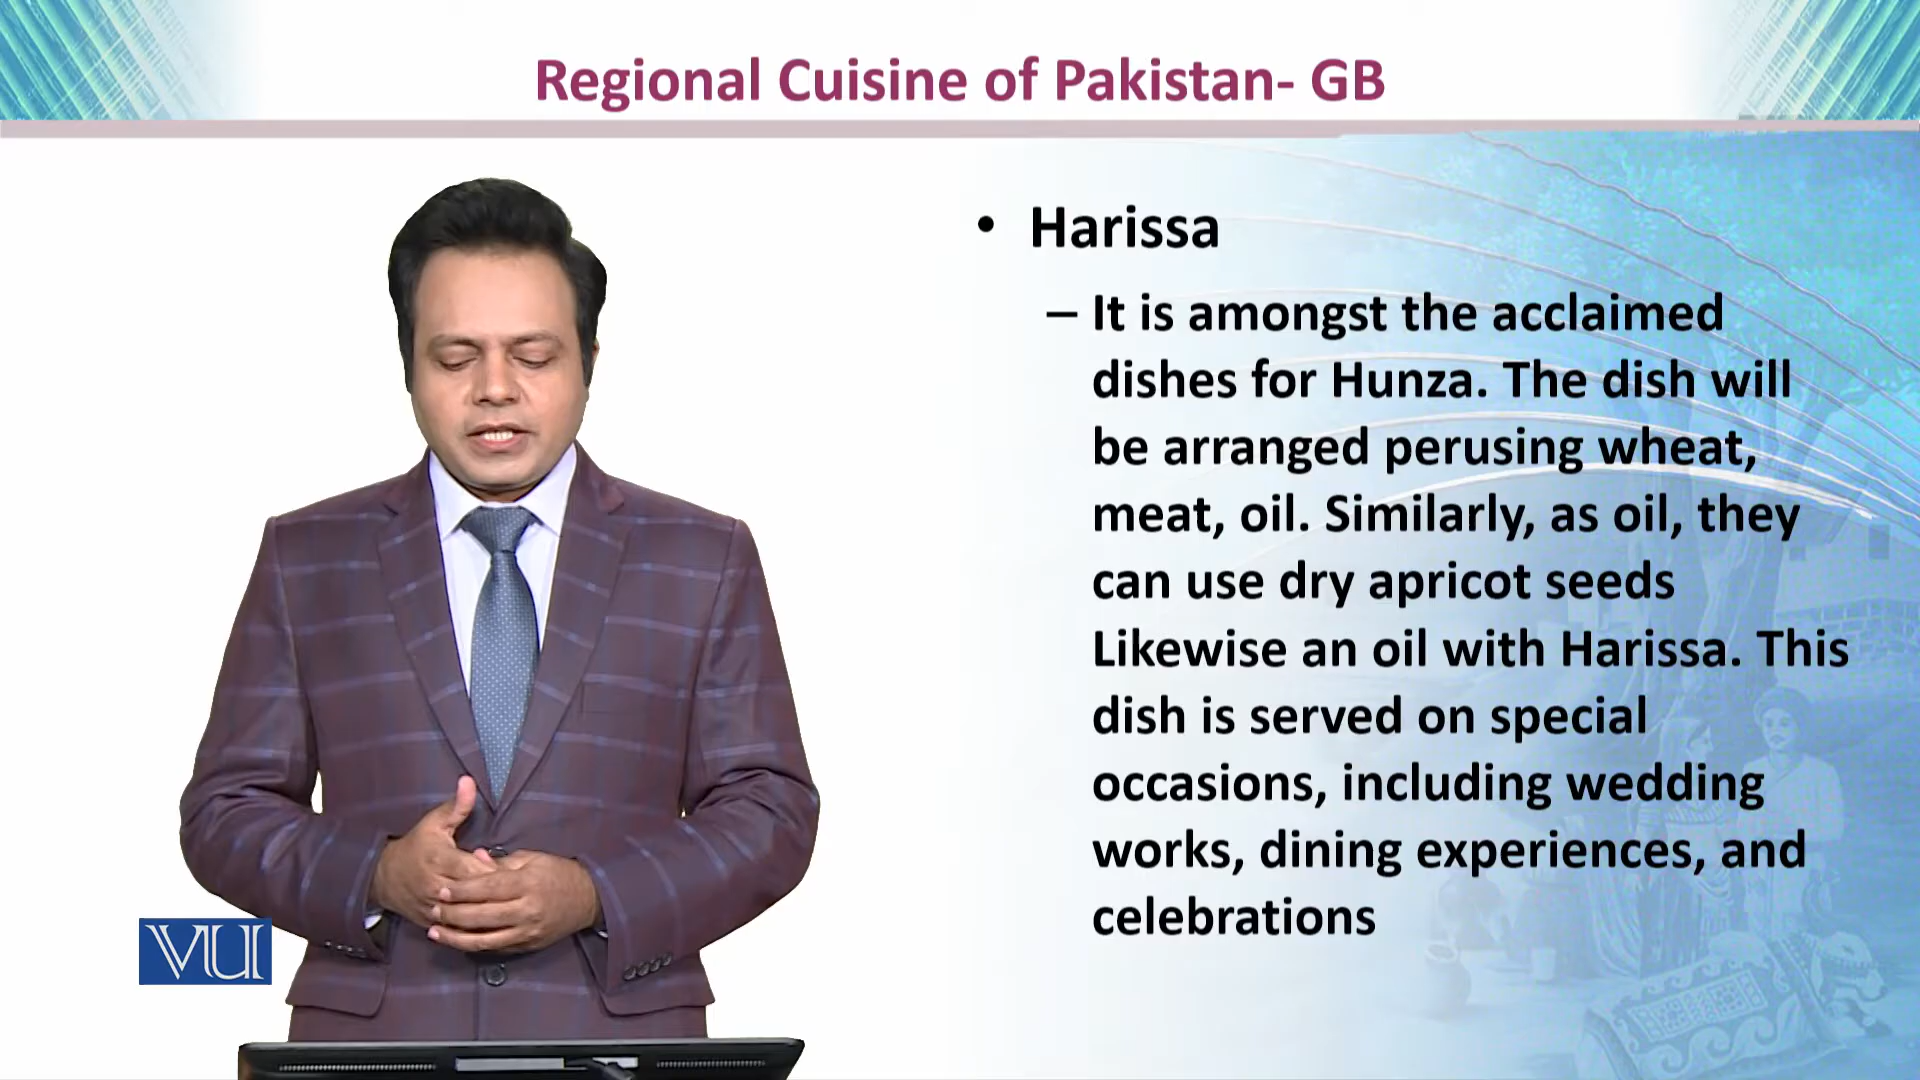 Regional Cuisine of Pakistan- GB
• Harissa
– It is amongst the acclaimed
dishes for Hunza. The dish will
be arranged perusing wheat,
meat, oil. Similarly, as oil, they
can use dry apricot seeds
Likewise an oil with Harissa. This
dish is served on special
occasions, including wedding
works, dining experiences, and
celebrations
VU